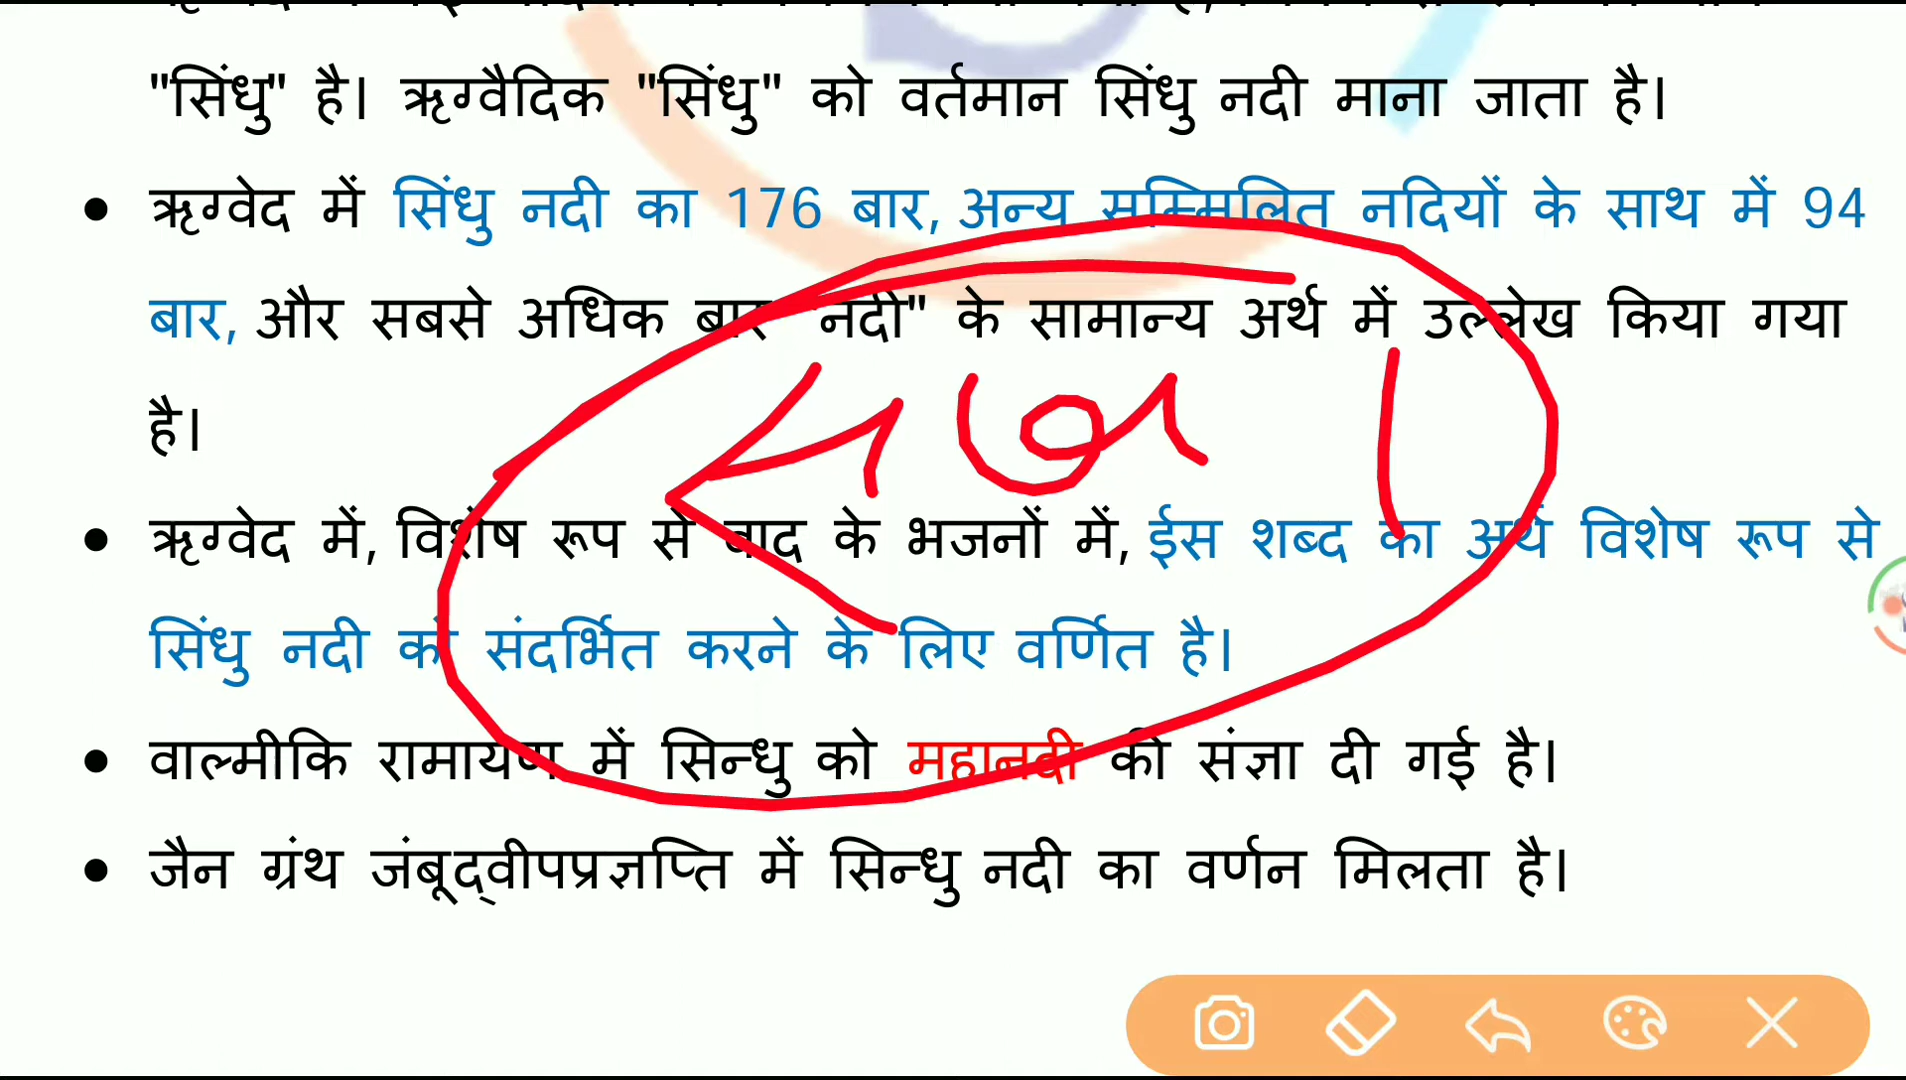 "सिंधु" है। ऋग्वैदिक "सिंधु" को वर्तमान सिंधु नदी माना जाता है।
• ऋग्वेद में सिंधु नदी का 176 बार, अन्य सम्मिलित नदियों के साथ में 94
बार, और सबसे अधिक बार "नदी" के सामान्य अर्थ में उल्लेख किया गया
है।
• ऋग्वेद में, विशेष रूप से बाद के भजनों में, ईस शब्द का अर्थ विशेष रूप से
सिंधु नदी को संदर्भित करने के लिए वर्णित है।
• वाल्मीकि रामायण में सिन्धु को महानदी की संज्ञा दी गई है।
• जैन ग्रंथ जंबूद्वीपप्रज्ञप्ति में सिन्धु नदी का वर्णन मिलता है।